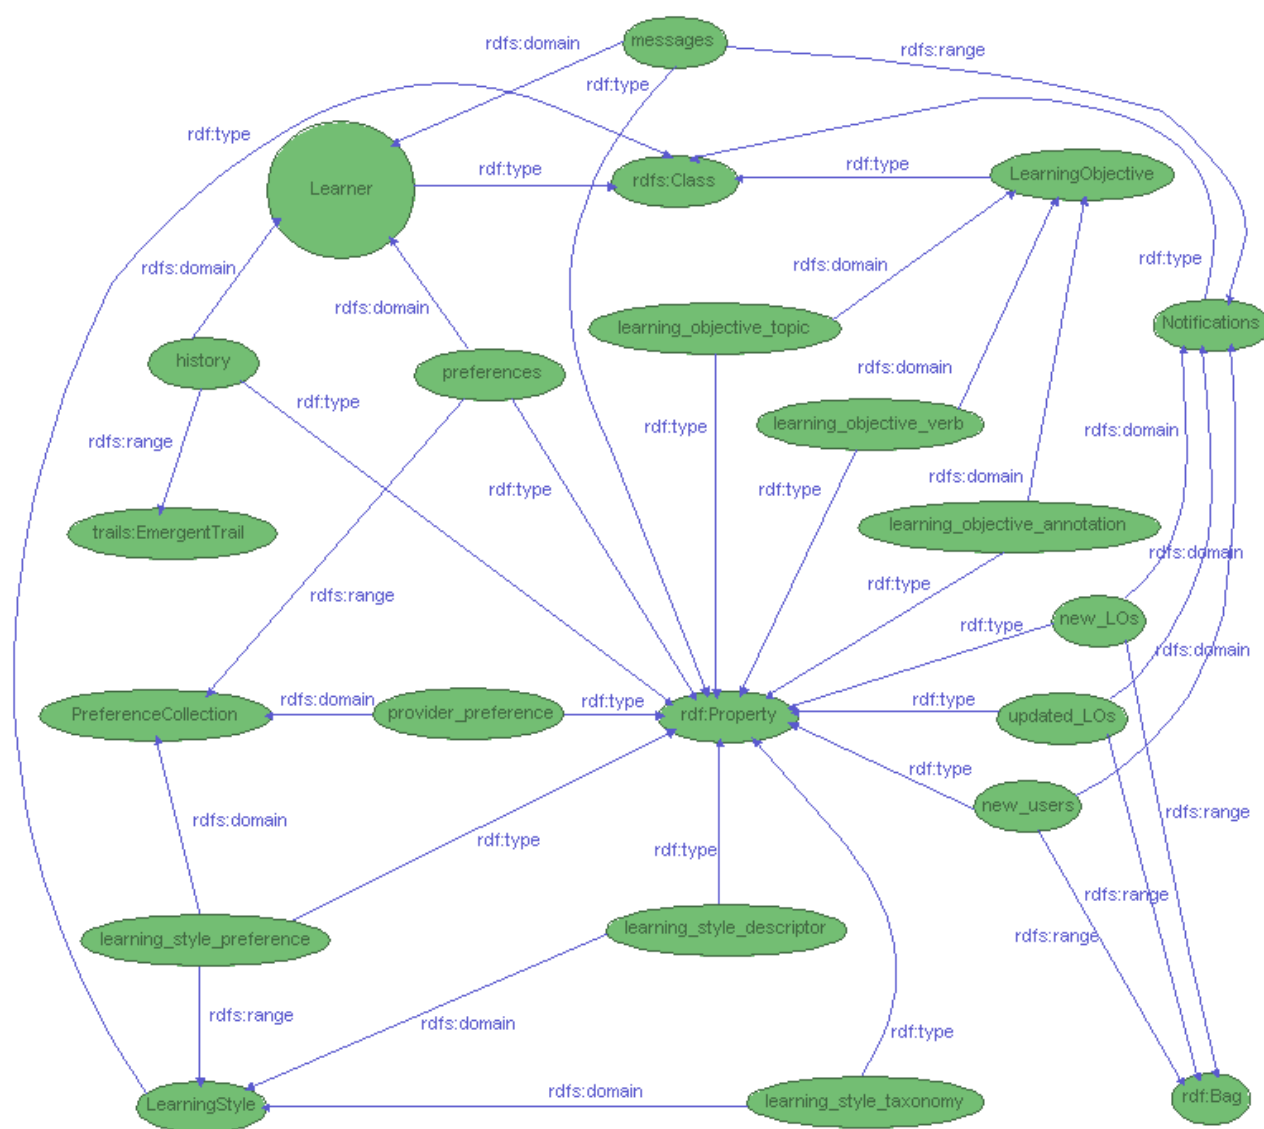 messages
rdfs:domain
rdfs:range
rdf:type
rdf:type
Learner
rdf:type
rdfs:Class
rdf:type
LearningObjective
rdfs:domain
rdfs:domain
rdf:type
rdfs:domain
learning_objective_topic
Notifications
history
preferences
rdfs:domain
rdf:type
learning_objective_verb
rdfs:range
rdf:type
rdfs:domain
rdfs:domain
rdf:type
rdf:type
trails:EmergentTrail
learning_objective_annotation
rdfs:domain
rdf:type
rdfs:range
new_LOs
rdf:type
rdfs:domain
PreferenceCollection
rdfs:domain
provider_preference
rdf:type
rdf:Property
rdf:type
updated_LOs
rdf:type
new_users
rdfs:range
rdfs:domain
rdf:type
rdf:type
rdfs:range
learning_style_preference
learning_style_descriptor
rdfs:range
rdfs:range
rdfs:domain
rdf:type
LearningStyle
rdfs:domain
learning_style_taxonomy
rdf:Bag